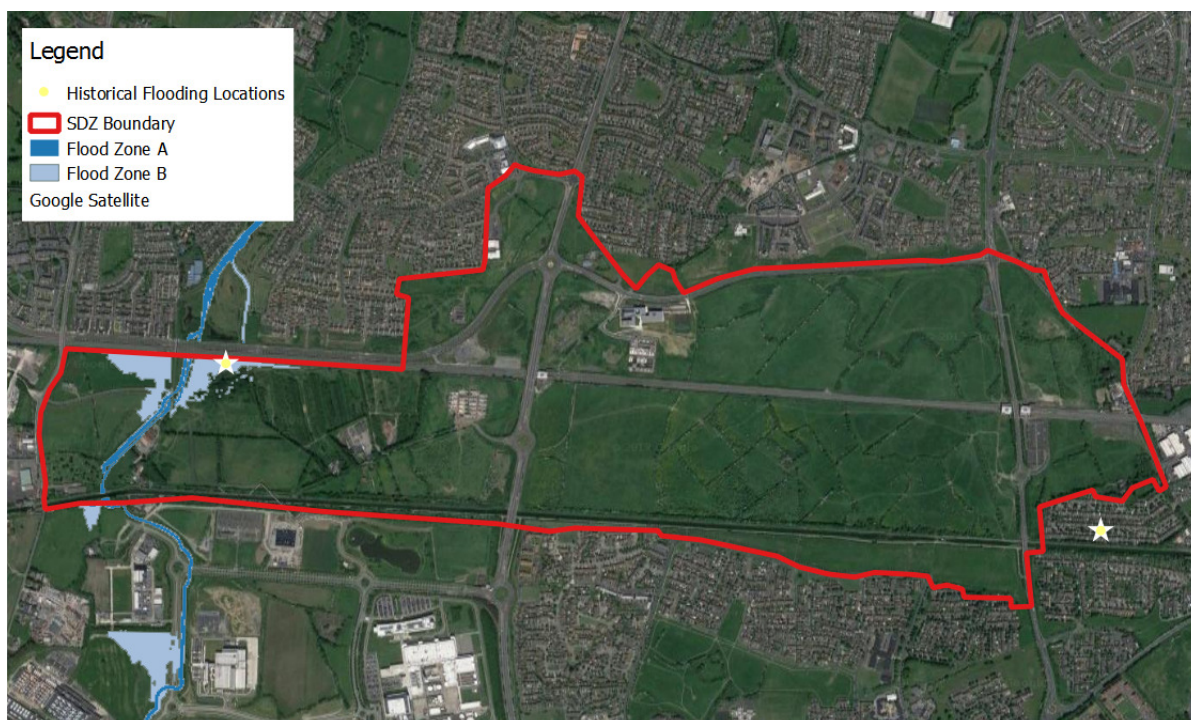 Legend
Historical Flooding Locations
SDZ Boundary
Flood Zone A
Flood Zone B
Google Satellite